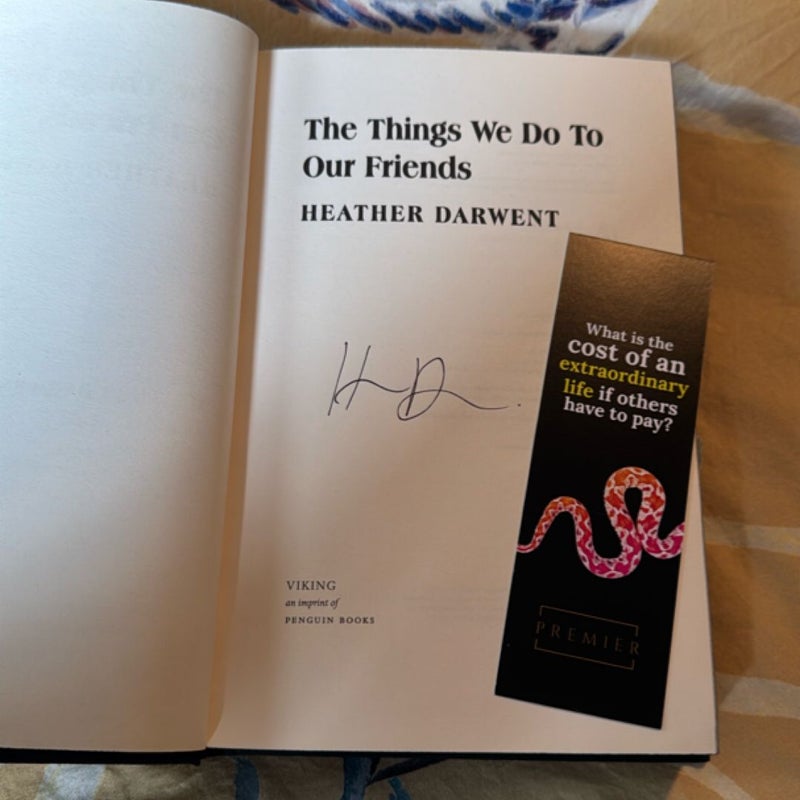 The Things We Do To
Our Friends
HEATHER DARWENT
H D
VIKING
an imprint of
PENGUIN BOOKS
What is the
cost of an
extraordinary
life if others
have to pay?
PREMIER